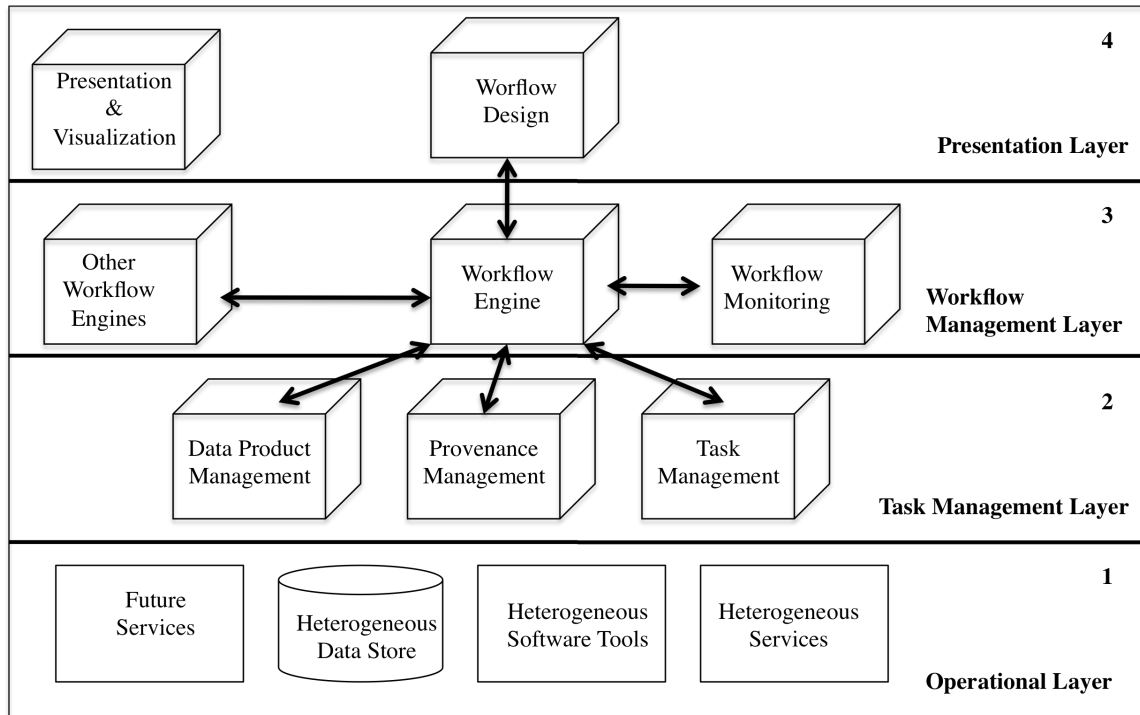 4
Presentation
&
Visualization
Worflow
Design
Presentation Layer
3
Other
Workflow
Engines
Workflow
Engine
Workflow
Monitoring
Workflow
Management Layer
2
Data Product
Management
Provenance
Management
Task
Management
Task Management Layer
1
Future
Services
Heterogeneous
Data Store
Heterogeneous
Software Tools
Heterogeneous
Services
Operational Layer